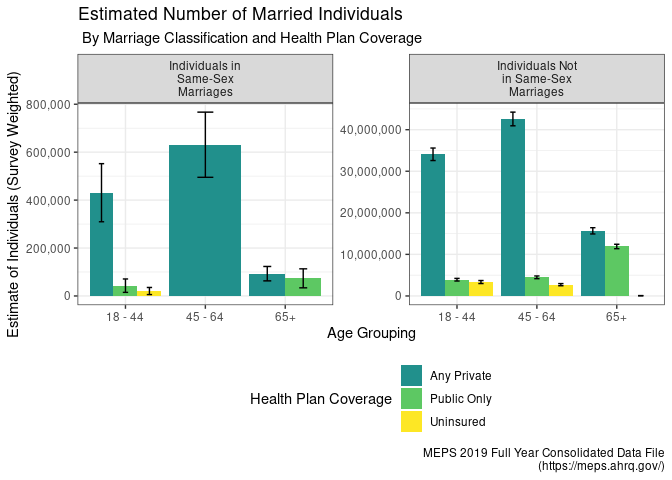 Estimated Number of Married Individuals
By Marriage Classification and Health Plan Coverage
Individuals in
Same-Sex
Marriages
Individuals Not
in Same-Sex
Marriages
Estimate of Individuals (Survey Weighted)
800,000
600,000
400,000
200,000
0
40,000,000
30,000,000
20,000,000
10,000,000
0
18 - 44
45 - 64
65+
18 - 44
45 - 64
65+
Age Grouping
Health Plan Coverage
Any Private
Public Only
Uninsured
MEPS 2019 Full Year Consolidated Data File
(https://meps.ahrq.gov/)